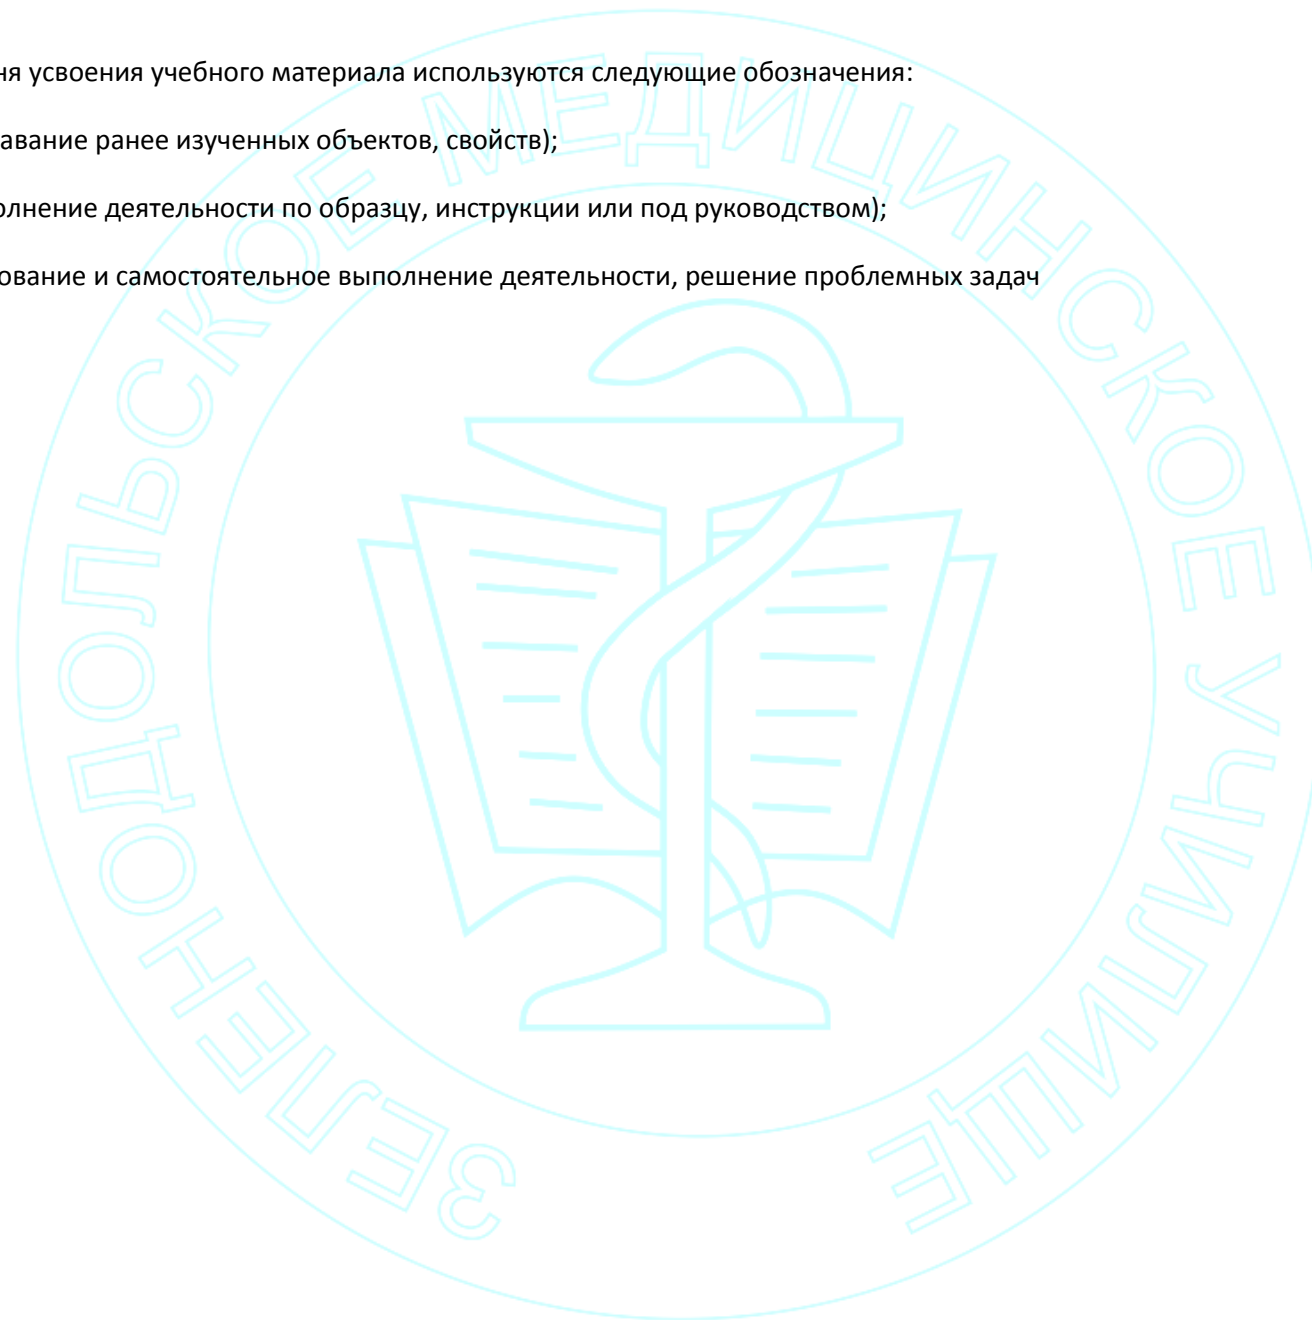 ня усвоения учебного материала используются следующие обозначения:
авание ранее изученных объектов, свойств);
олнение деятельности по образцу, инструкции или под руководством);
ование и самостоятельное выполнение деятельности, решение проблемных задач
ЗЕЛЕНОДОЛЬСКОЕ МЕДИЦИНСКОЕ УЧИЛИЩЕ